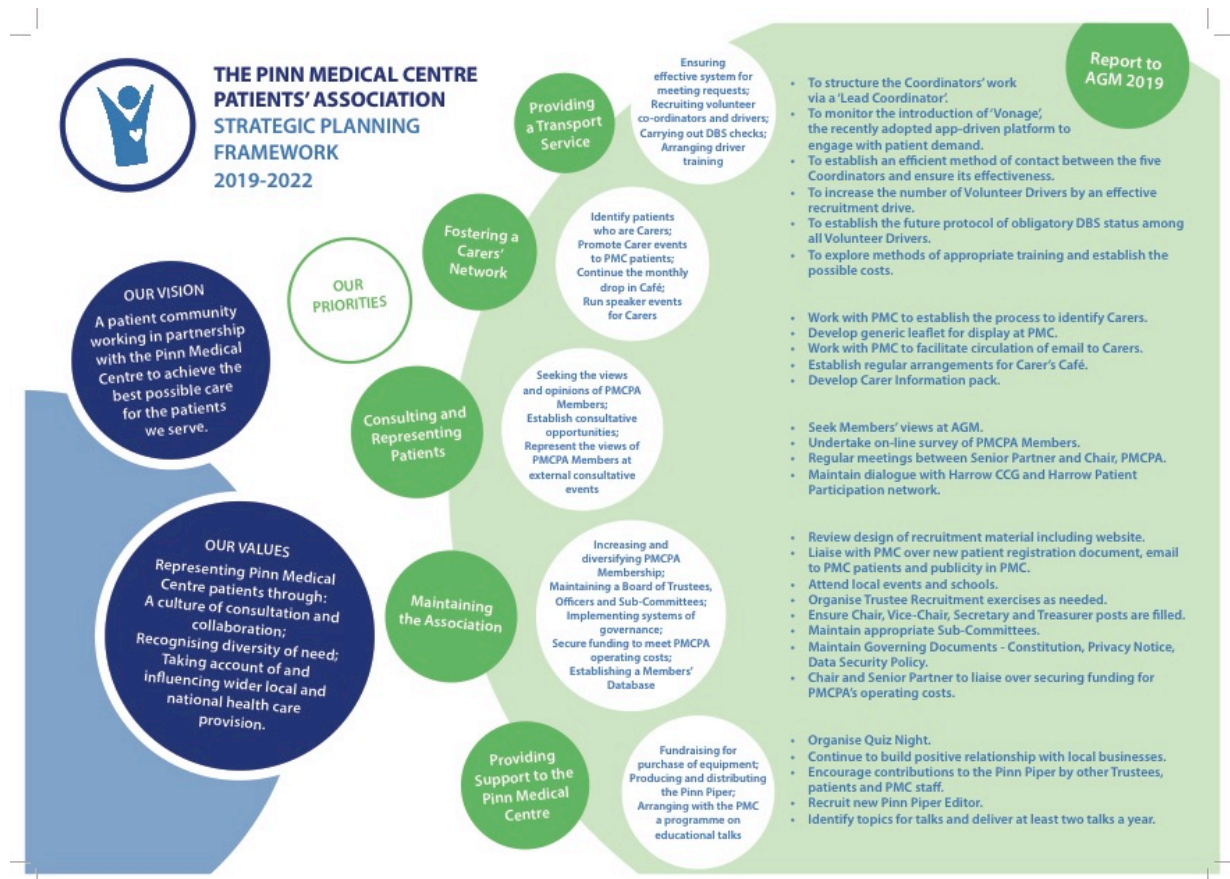 THE PINN MEDICAL CENTRE
PATIENTS' ASSOCIATION
STRATEGIC PLANNING
FRAMEWORK
2019-2022
Report to
AGM 2019
OUR VISION
A patient community
working in partnership
with the Pinn Medical
Centre to achieve the
best possible care
for the patients
we serve.
OUR VALUES
Representing Pinn Medical
Centre patients through:
A culture of consultation and
collaboration;
Recognising diversity of need;
Taking account of and
influencing wider local and
national health care
provision.
OUR
PRIORITIES
Providing
a Transport
Service
Ensuring
effective system for
meeting requests;
Recruiting volunteer
co-ordinators and drivers;
Carrying out DBS checks;
Arranging driver
training
• To structure the Coordinators' work
via a 'Lead Coordinator'.
• To monitor the introduction of 'Vonage',
the recently adopted app-driven platform to
engage with patient demand.
• To establish an efficient method of contact between the five
Coordinators and ensure its effectiveness.
• To increase the number of Volunteer Drivers by an effective
recruitment drive.
• To establish the future protocol of obligatory DBS status among
all Volunteer Drivers.
• To explore methods of appropriate training and establish the
possible costs.
Fostering a
Carers'
Network
Identify patients
who are Carers;
Promote Carer events
to PMC patients;
Continue the monthly
drop in Café;
Run speaker events
for Carers
• Work with PMC to establish the process to identify Carers.
• Develop generic leaflet for display at PMC.
• Work with PMC to facilitate circulation of email to Carers.
• Establish regular arrangements for Carer's Café.
• Develop Carer Information pack.
Consulting and
Representing
Patients
Seeking the views
and opinions of PMCPA
Members;
Establish consultative
opportunities;
Represent the views of
PMCPA Members at
external consultative
events
• Seek Members' views at AGM.
• Undertake on-line survey of PMCPA Members.
• Regular meetings between Senior Partner and Chair, PMCPA.
• Maintain dialogue with Harrow CCG and Harrow Patient
Participation network.
Maintaining
the Association
Increasing and
diversifying PMCPA
Membership;
Maintaining a Board of Trustees,
Officers and Sub-Committees;
Implementing systems of
governance;
Secure funding to meet PMCPA
operating costs;
Establishing a Members'
Database
• Review design of recruitment material including website.
• Liaise with PMC over new patient registration document, email
to PMC patients and publicity in PMC.
• Attend local events and schools.
• Organise Trustee Recruitment exercises as needed.
• Ensure Chair, Vice-Chair, Secretary and Treasurer posts are filled.
• Maintain appropriate Sub-Committees.
• Maintain Governing Documents - Constitution, Privacy Notice,
Data Security Policy.
• Chair and Senior Partner to liaise over securing funding for
PMCPA's operating costs.
Providing
Support to the
Pinn Medical
Centre
Fundraising for
purchase of equipment;
Producing and distributing
the Pinn Piper;
Arranging with the PMC
a programme on
educational talks
• Organise Quiz Night.
• Continue to build positive relationship with local businesses.
• Encourage contributions to the Pinn Piper by other Trustees,
patients and PMC staff.
• Recruit new Pinn Piper Editor.
• Identify topics for talks and deliver at least two talks a year.